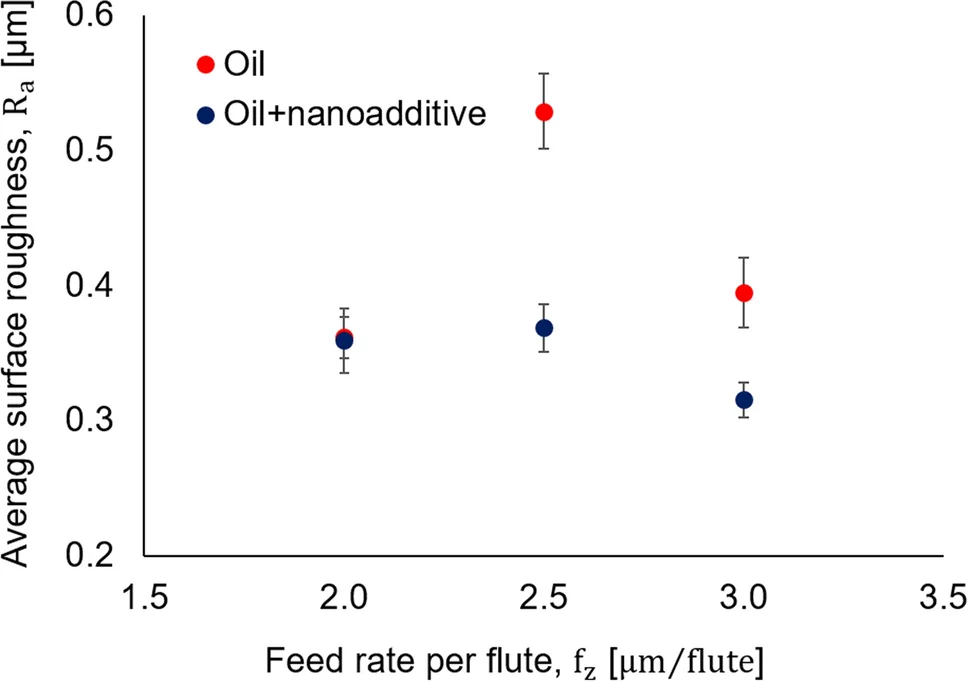 Average surface roughness, Ra [μm]
0.6
0.5
0.4
0.3
0.2
Oil
Oil+nanoadditive
1.5 2.0 2.5 3.0 3.5
Feed rate per flute, fz [μm/flute]